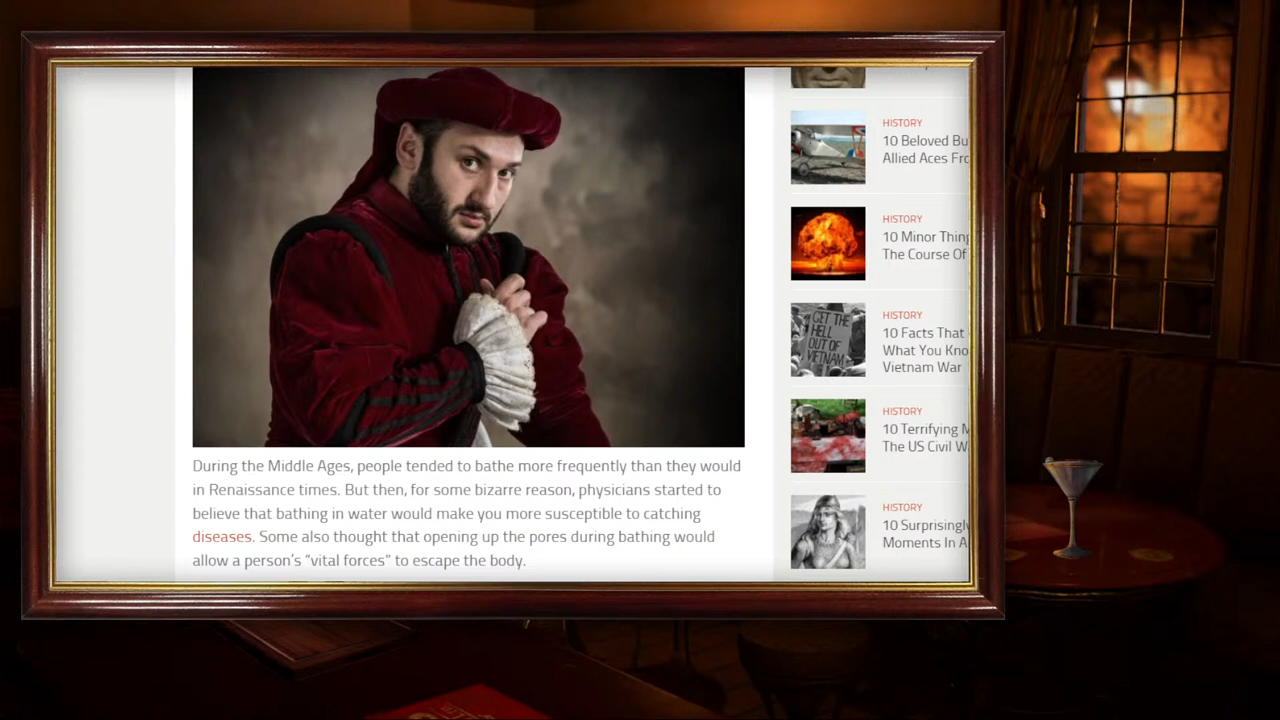 During the Middle Ages, people tended to bathe more frequently than they would
in Renaissance times. But then, for some bizarre reason, physicians started to
believe that bathing in water would make you more susceptible to catching
diseases. Some also thought that opening up the pores during bathing would
allow a person's “vital forces” to escape the body.
HISTORY
10 Beloved Bu
Allied Aces Fro
HISTORY
10 Minor Thing
The Course Of
GET THE
HELL
OUT OF
VIETNAM
HISTORY
10 Facts That
What You Kno
Vietnam War
HISTORY
10 Terrifying M
The US Civil W
HISTORY
10 Surprisingly
Moments In A